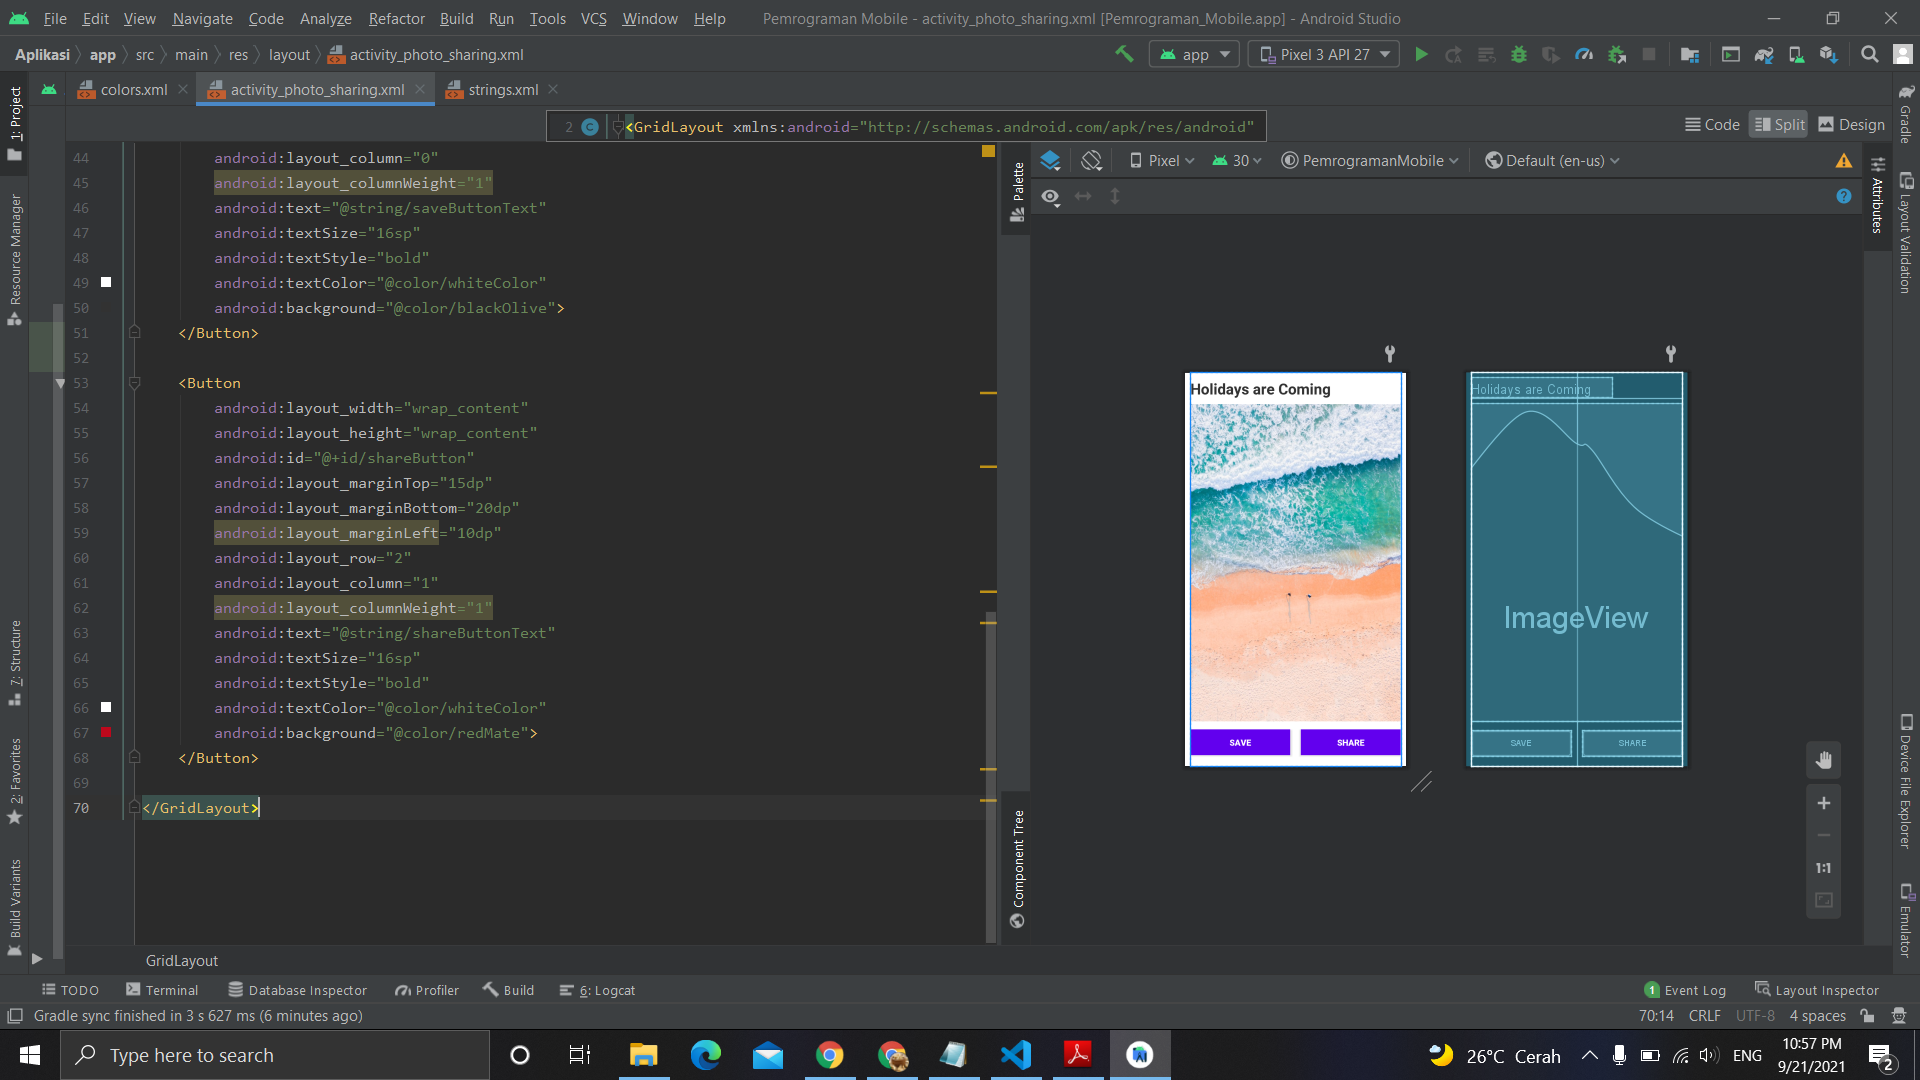 File Edit View Navigate Code Analyze Refactor Build Run Tools VCS Window Help Pemrograman Mobile - activity_photo_sharing.xml [Pemrograman_Mobile.app] - Android Studio
Aplikasi app src main res layout activity_photo_sharing.xml app Pixel 3 API 27
colors.xml activity_photo_sharing.xml strings.xml
2 C <GridLayout xmlns:android="http://schemas.android.com/apk/res/android"
Code Split Design
Pixel 30 PemrogramanMobile Default (en-us)
1: Project
Resource Manager
7: Structure
2: Favorites
Build Variants
44 android:layout_column="0"
45 android:layout_columnWeight="1"
46 android:text="@string/saveButtonText"
47 android:textSize="16sp"
48 android:textStyle="bold"
49 android:textColor="@color/whiteColor"
50 android:background="@color/blackOlive">
51 </Button>
52
53 <Button
54 android:layout_width="wrap_content"
55 android:layout_height="wrap_content"
56 android:id="@+id/shareButton"
57 android:layout_marginTop="15dp"
58 android:layout_marginBottom="20dp"
59 android:layout_marginLeft="10dp"
60 android:layout_row="2"
61 android:layout_column="1"
62 android:layout_columnWeight="1"
63 android:text="@string/shareButtonText"
64 android:textSize="16sp"
65 android:textStyle="bold"
66 android:textColor="@color/whiteColor"
67 android:background="@color/redMate">
68 </Button>
69
70 </GridLayout>
Palette
Component Tree
?
Holidays are Coming
SAVE SHARE
Holidays are Coming
ImageView
SAVE SHARE
1:1
Attributes
Gradle
Layout Validation
Device File Explorer
Emulator
GridLayout
TODO Terminal Database Inspector Profiler Build 6: Logcat 1 Event Log Layout Inspector
Gradle sync finished in 3 s 627 ms (6 minutes ago) 70:14 CRLF UTF-8 4 spaces
Type here to search 26°C Cerah ENG 10:57 PM
9/21/2021 2